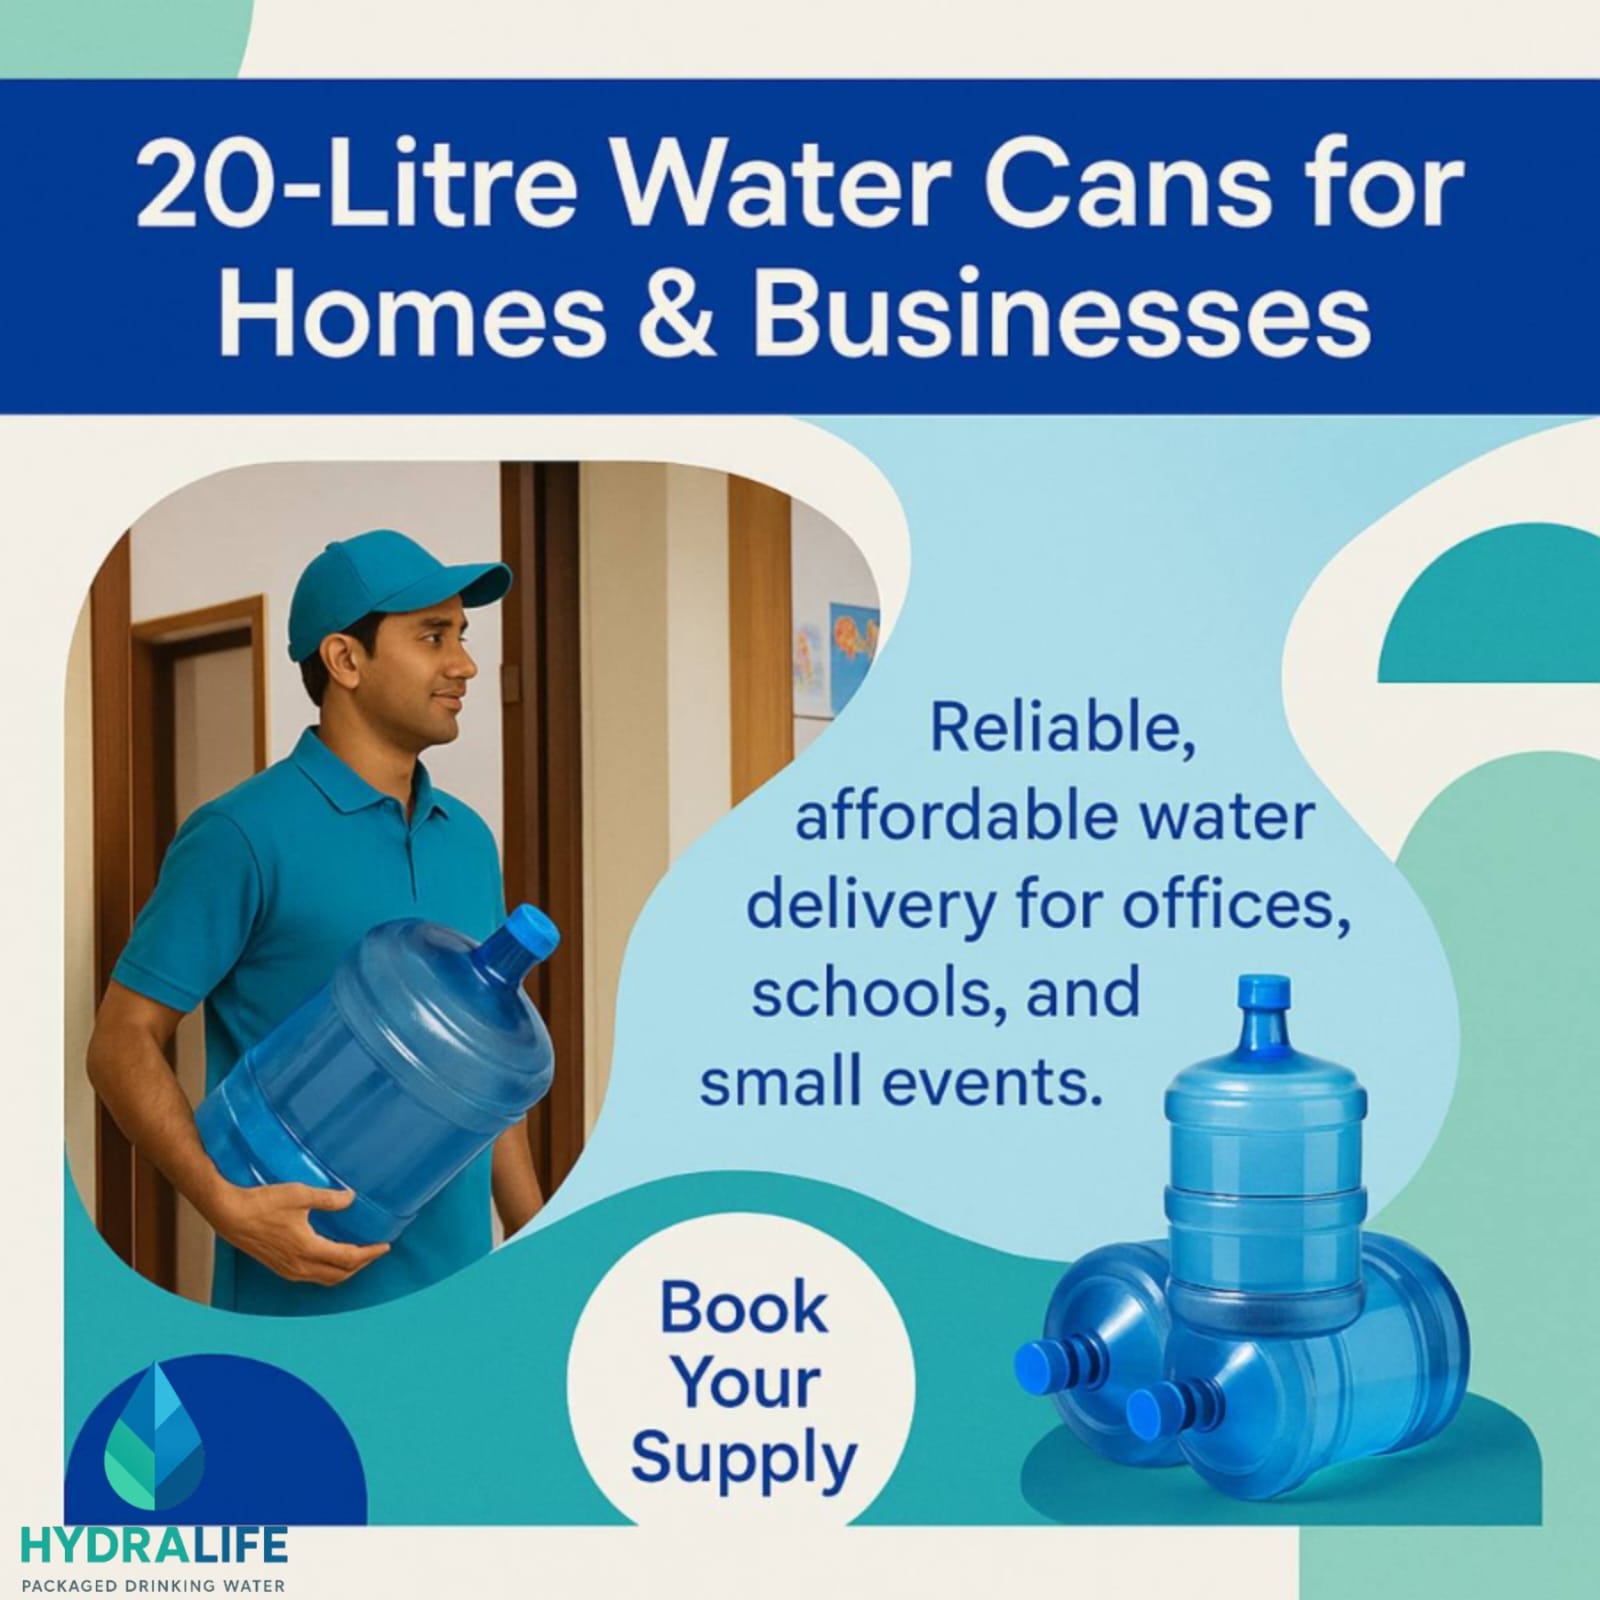 20-Litre Water Cans for
Homes & Businesses
Reliable,
affordable water
delivery for offices,
schools, and
small events.
Book
Your
Supply
HYDRALIFE
PACKAGED DRINKING WATER